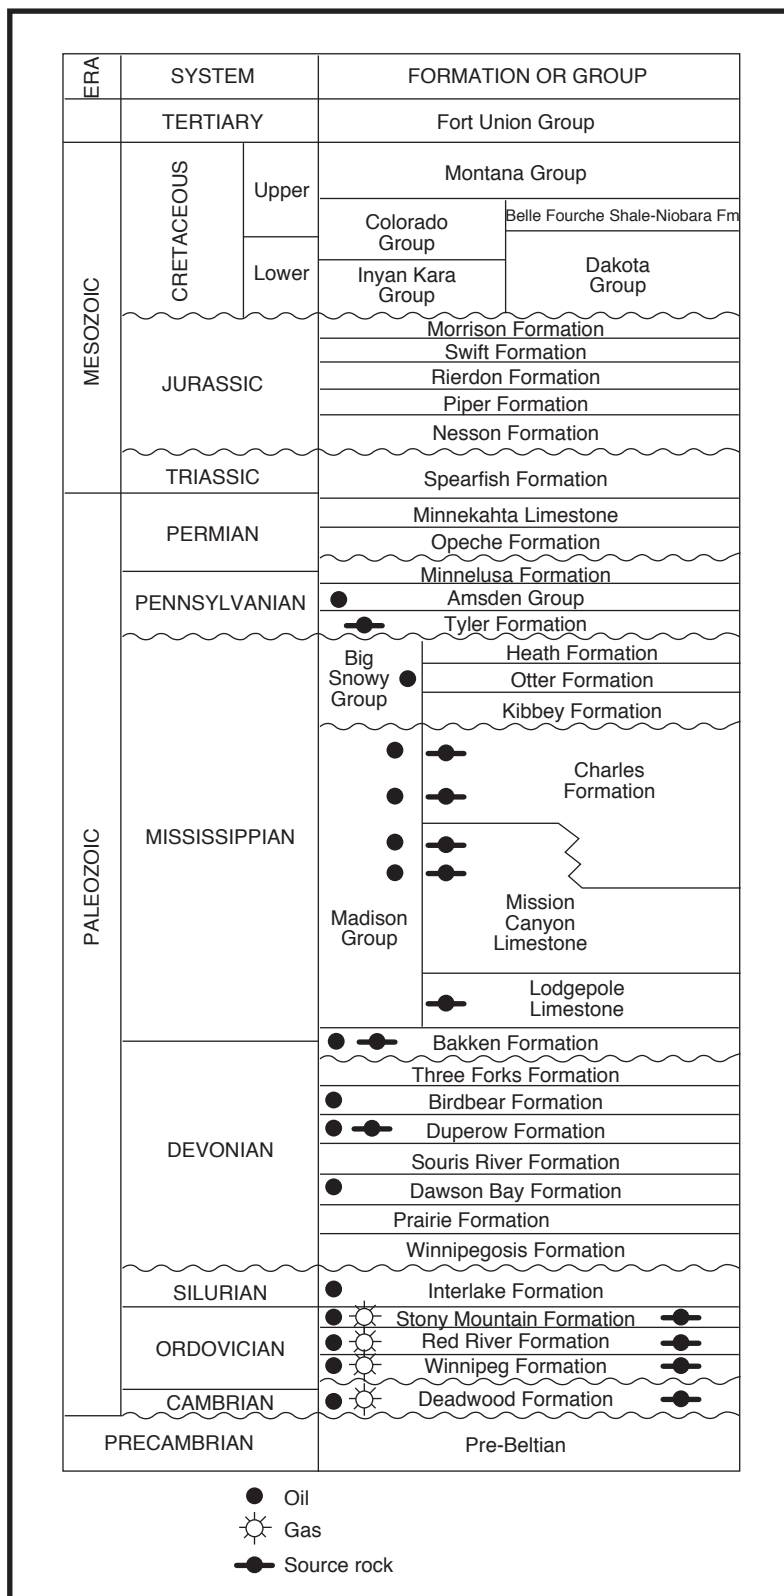 ERA
SYSTEM
FORMATION OR GROUP
TERTIARY
Fort Union Group
MESOZOIC
CRETACEOUS
Upper
Lower
Montana Group
Colorado
Group
Belle Fourche Shale-Niobara Fm
Inyan Kara
Group
Dakota
Group
JURASSIC
Morrison Formation
Swift Formation
Rierdon Formation
Piper Formation
Nesson Formation
TRIASSIC
Spearfish Formation
PALEOZOIC
PERMIAN
Minnekahta Limestone
Opeche Formation
PENNSYLVANIAN
Minnelusa Formation
Amsden Group
Tyler Formation
MISSISSIPPIAN
Big
Snowy
Group
Heath Formation
Otter Formation
Kibbey Formation
Madison
Group
Charles
Formation
Mission
Canyon
Limestone
Lodgepole
Limestone
Bakken Formation
DEVONIAN
Three Forks Formation
Birdbear Formation
Duperow Formation
Souris River Formation
Dawson Bay Formation
Prairie Formation
Winnipegosis Formation
SILURIAN
Interlake Formation
ORDOVICIAN
Stony Mountain Formation
Red River Formation
Winnipeg Formation
CAMBRIAN
Deadwood Formation
PRECAMBRIAN
Pre-Beltian
Oil
Gas
Source rock